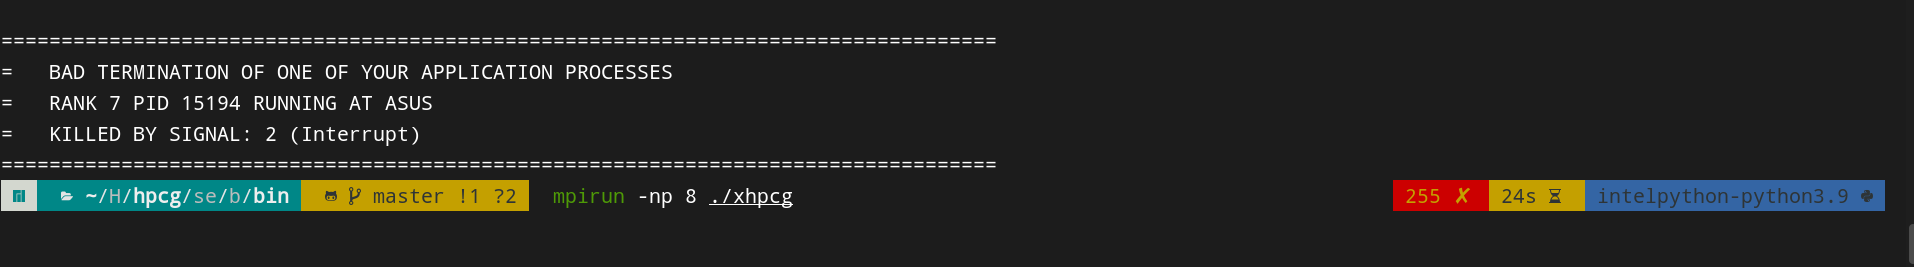 ===================================================================================
=   BAD TERMINATION OF ONE OF YOUR APPLICATION PROCESSES
=   RANK 7 PID 15194 RUNNING AT ASUS
=   KILLED BY SIGNAL: 2 (Interrupt)
===================================================================================
~/H/hpcg/se/b/bin master !1 ?2 mpirun -np 8 ./xhpcg 255 ✗ 24s intelpython-python3.9